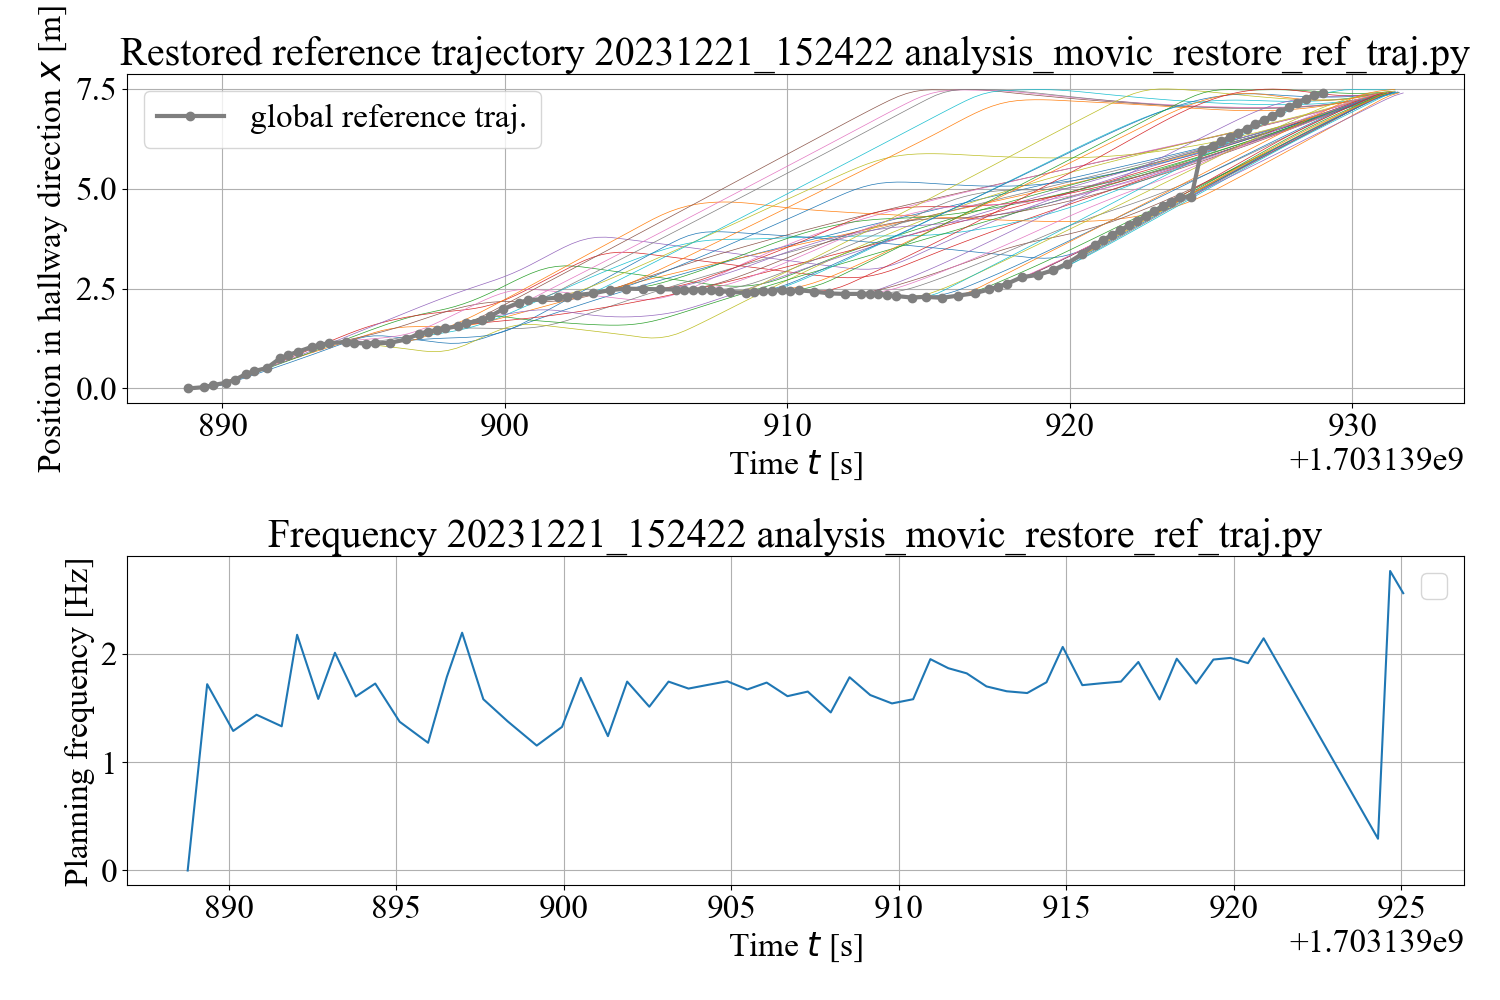 Restored reference trajectory 20231221_152422 analysis_movic_restore_ref_traj.py
Position in hallway direction x [m]
7.5
5.0
2.5
0.0
global reference traj.
890 900 910 920 930
Time t [s]
+1.703139e9
Frequency 20231221_152422 analysis_movic_restore_ref_traj.py
Planning frequency [Hz]
2
1
0
890 895 900 905 910 915 920 925
Time t [s]
+1.703139e9